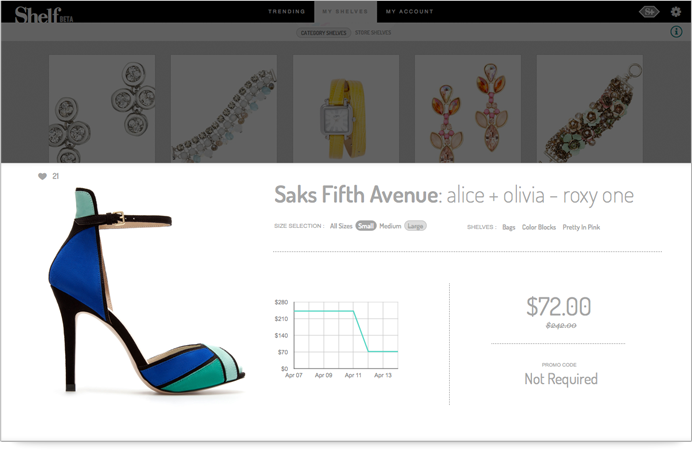 Shelf BETA
TRENDING MY SHELVES MY ACCOUNT
S+
CATEGORY SHELVES STORE SHELVES
i
21
Saks Fifth Avenue: alice + olivia – roxy one
SIZE SELECTION : All Sizes Small Medium Large
SHELVES : Bags Color Blocks Pretty In Pink
$280
$210
$140
$70
$0
Apr 07 Apr 09 Apr 11 Apr 13
$72.00
$242.00
PROMO CODE
Not Required